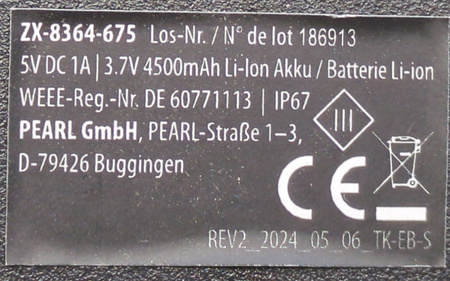 ZX-8364-675 Los-Nr. / N° de lot 186913
5V DC 1A | 3.7V 4500mAh Li-Ion Akku / Batterie Li-ion
WEEE-Reg.-Nr. DE 60771113 | IP67
PEARL GmbH, PEARL-Straße 1–3,
D-79426 Buggingen
III
CE
REV2_2024_05_06_TK-EB-S